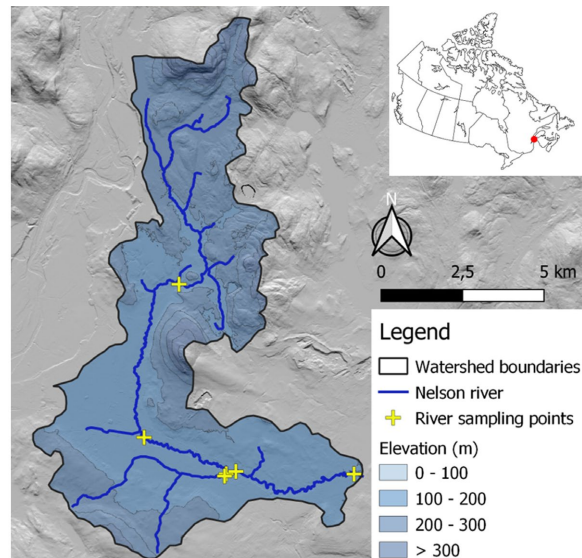 N
0
2,5
5 km
Legend
Watershed boundaries
Nelson river
River sampling points
Elevation (m)
0 - 100
100 - 200
200 - 300
> 300